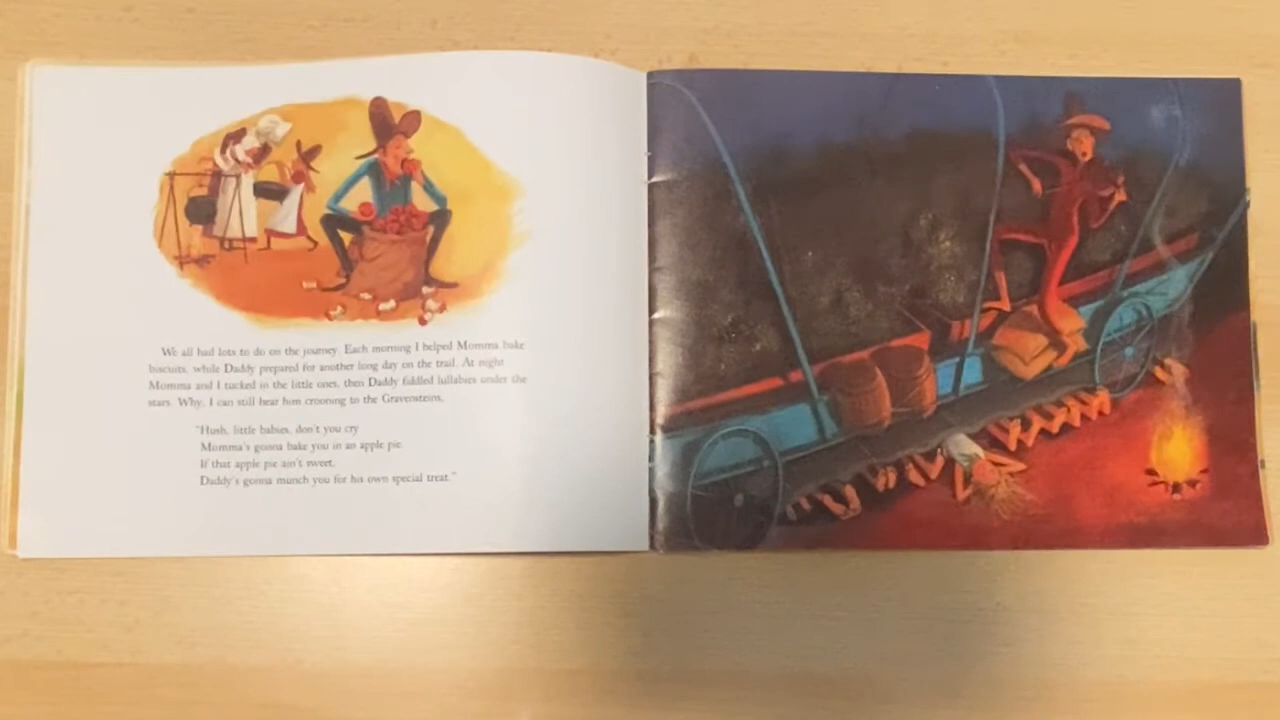 We all had lots to do on the journey. Each morning I helped Momma bake
biscuits, while Daddy prepared for another long day on the trail. At night
Momma and I tucked in the little ones, then Daddy fiddled lullabies under the
stars. Why, I can still hear him crooning to the Gravensteins,
"Hush, little babies, don't you cry
Momma's gonna bake you in an apple pie.
If that apple pie ain't sweet,
Daddy's gonna munch you for his own special treat."